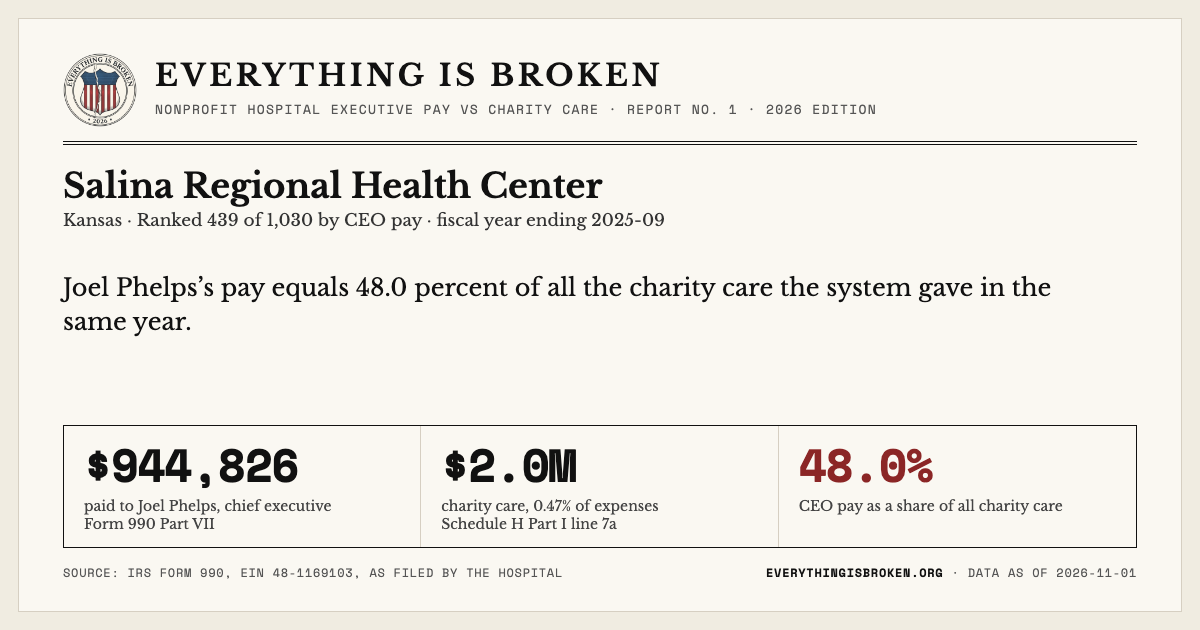 EVERYTHING IS BROKEN
· 2026 ·
EVERYTHING IS BROKEN
NONPROFIT HOSPITAL EXECUTIVE PAY VS CHARITY CARE · REPORT NO. 1 · 2026 EDITION
Salina Regional Health Center
Kansas · Ranked 439 of 1,030 by CEO pay · fiscal year ending 2025-09
Joel Phelps’s pay equals 48.0 percent of all the charity care the system gave in the
same year.
$944,826
paid to Joel Phelps, chief executive
Form 990 Part VII
$2.0M
charity care, 0.47% of expenses
Schedule H Part I line 7a
48.0%
CEO pay as a share of all charity care
SOURCE: IRS FORM 990, EIN 48-1169103, AS FILED BY THE HOSPITAL
EVERYTHINGISBROKEN.ORG · DATA AS OF 2026-11-01